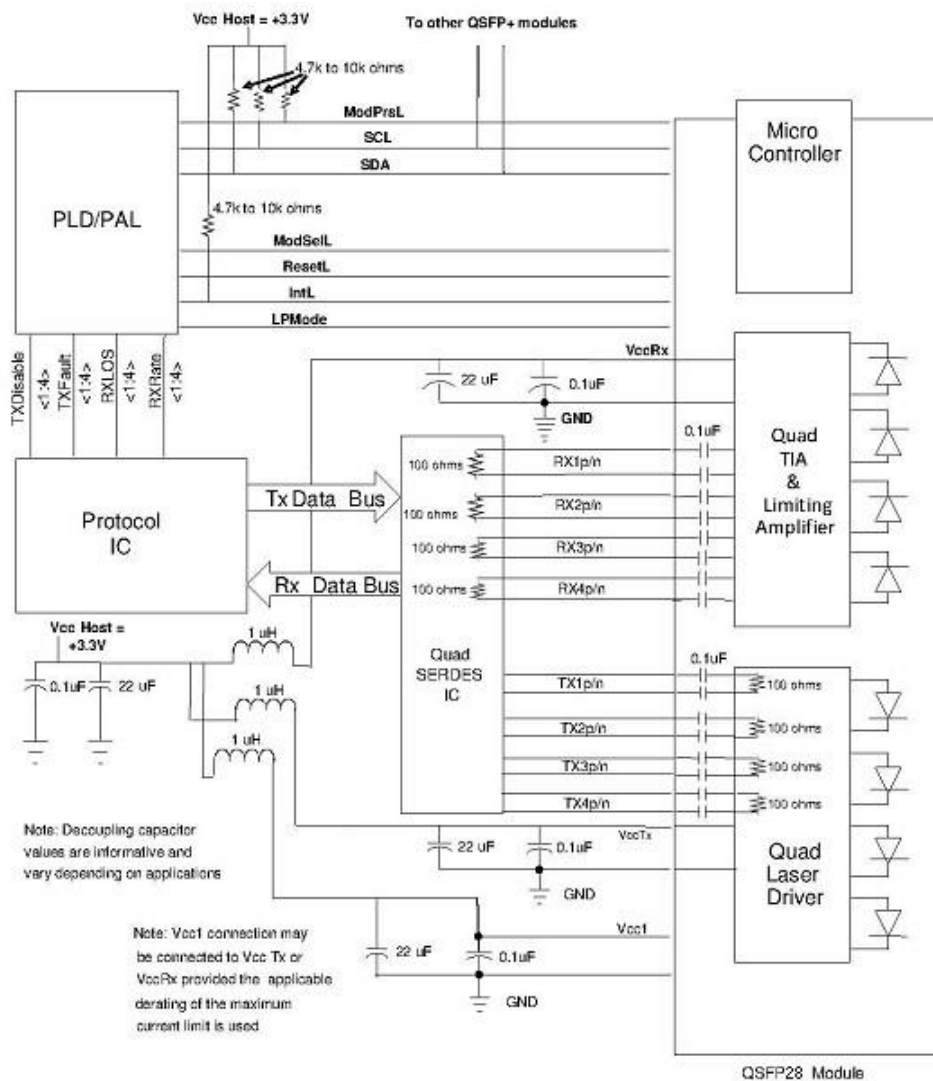 Vcc Host = +3.3V
To other QSFP+ modules
4.7k to 10k ohms
ModPrsL
SCL
SDA
Micro
Controller
PLD/PAL
4.7k to 10k ohms
ModSelL
ResetL
IntL
LPMode
TXDisable
<1:4>
TXFault
<1:4>
RXLOS
<1:4>
RXRate
<1:4>
VccRx
22 uF
0.1uF
GND
Protocol
IC
Tx Data Bus
Rx Data Bus
100 ohms
100 ohms
100 ohms
100 ohms
Quad
SERDES
IC
RX1p/n
RX2p/n
RX3p/n
RX4p/n
0.1uF
Quad
TIA
&
Limiting
Amplifier
Vcc Host =
+3.3V
0.1uF
22 uF
1 uH
1 uH
1 uH
TX1p/n
TX2p/n
TX3p/n
TX4p/n
0.1uF
100 ohms
100 ohms
100 ohms
100 ohms
Quad
Laser
Driver
VccTx
22 uF
0.1uF
GND
Note: Decoupling capacitor
values are informative and
vary depending on applications
Vcc1
22 uF
0.1uF
GND
Note: Vcc1 connection may
be connected to Vcc Tx or
VccRx provided the applicable
derating of the maximum
current limit is used
QSFP28 Module